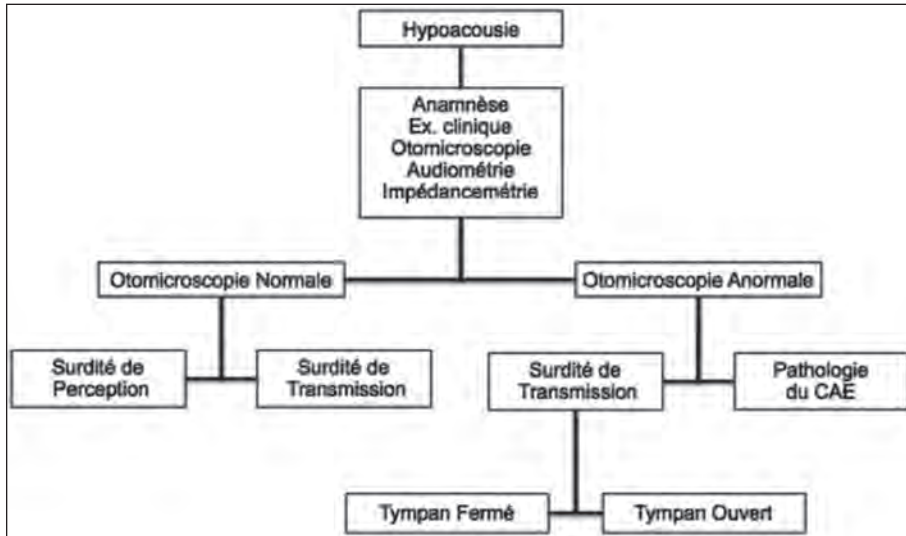 Hypoacousie
Anamnèse
Ex. clinique
Otomicroscopie
Audiométrie
Impédancemétrie
Otomicroscopie Normale
Otomicroscopie Anormale
Surdité de
Perception
Surdité de
Transmission
Surdité de
Transmission
Pathologie
du CAE
Tympan Fermé
Tympan Ouvert